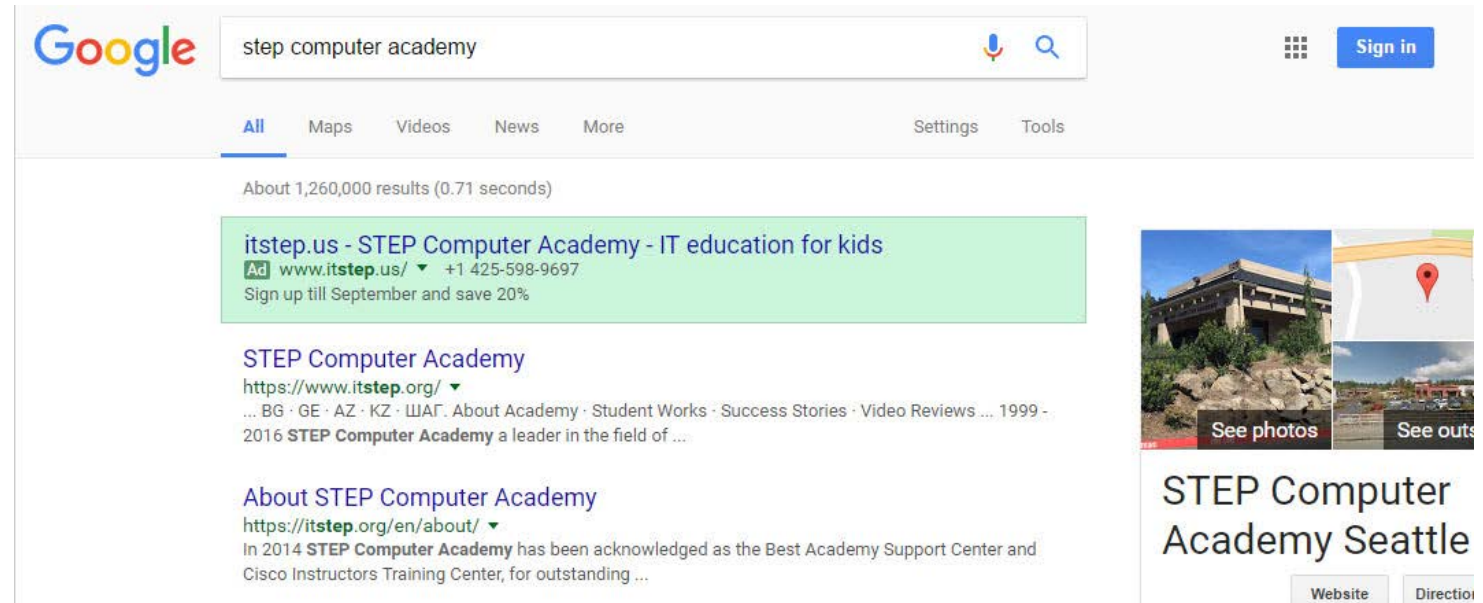 Google
step computer academy
Sign in
All Maps Videos News More Settings Tools
About 1,260,000 results (0.71 seconds)
itstep.us - STEP Computer Academy - IT education for kids
Ad www.itstep.us/ +1 425-598-9697
Sign up till September and save 20%
STEP Computer Academy
https://www.itstep.org/
... BG · GE · AZ · KZ · ШАГ. About Academy · Student Works · Success Stories · Video Reviews ... 1999 -
2016 STEP Computer Academy a leader in the field of ...
About STEP Computer Academy
https://itstep.org/en/about/
In 2014 STEP Computer Academy has been acknowledged as the Best Academy Support Center and
Cisco Instructors Training Center, for outstanding ...
See photos
See outs
STEP Computer
Academy Seattle
Website
Direction